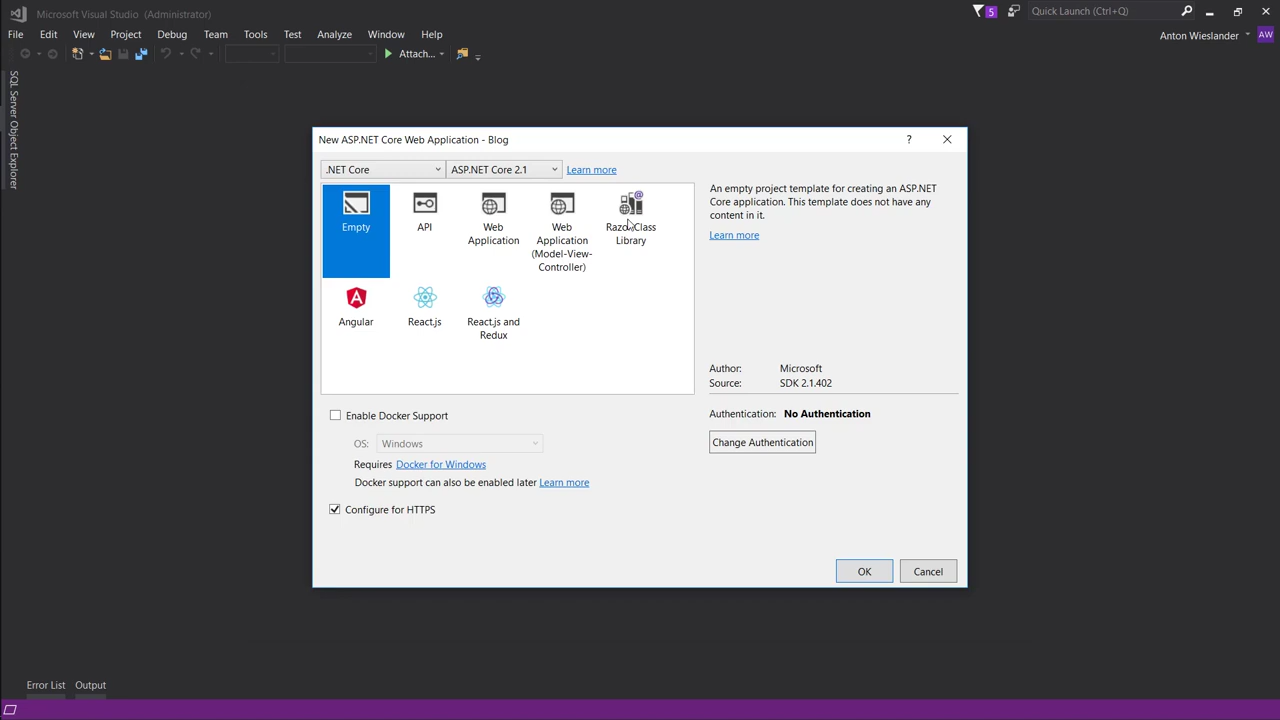 Microsoft Visual Studio (Administrator)
5
Quick Launch (Ctrl+Q)
File Edit View Project Debug Team Tools Test Analyze Window Help
Anton Wieslander AW
Attach...
SQL Server Object Explorer
New ASP.NET Core Web Application - Blog
?
.NET Core
ASP.NET Core 2.1
Learn more
Empty
API
Web
Application
Web
Application
(Model-View-
Controller)
Razor Class
Library
Angular
React.js
React.js and
Redux
An empty project template for creating an ASP.NET
Core application. This template does not have any
content in it.
Learn more
Author: Microsoft
Source: SDK 2.1.402
Authentication: No Authentication
Change Authentication
Enable Docker Support
OS: Windows
Requires Docker for Windows
Docker support can also be enabled later Learn more
Configure for HTTPS
OK
Cancel
Error List Output